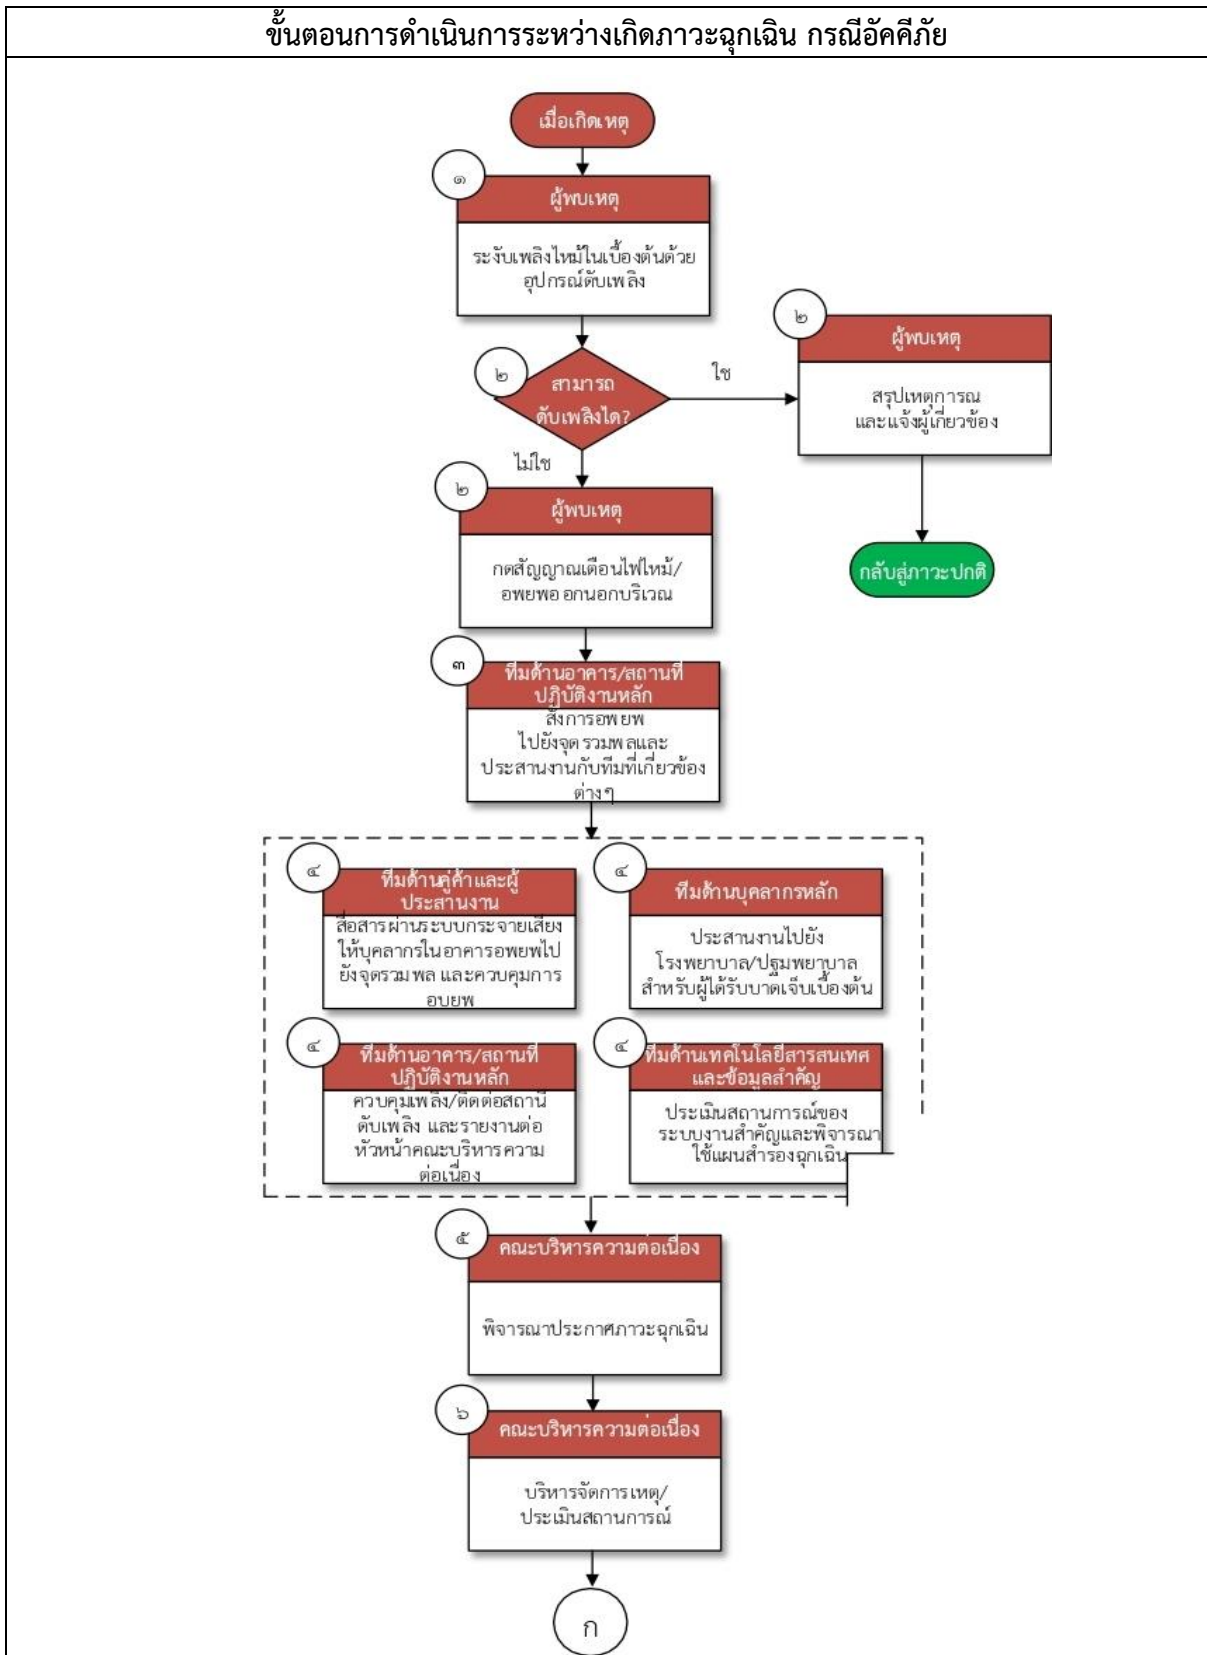 ขั้นตอนการดำเนินการระหว่างเกิดภาวะฉุกเฉิน กรณีอัคคีภัย
เมื่อเกิดเหตุ
๑
ผู้พบเหตุ
ระงับเพลิงไหม้ในเบื้องต้นด้วย
อุปกรณ์ดับเพลิง
๒
สามารถ
ดับเพลิงได?
ใช
๒
ผู้พบเหตุ
สรุปเหตุการณ
และแจ้งผู้เกี่ยวข้อง
กลับสู่ภาวะปกติ
ไมใช
๒
ผู้พบเหตุ
กดสัญญาณเตือนไฟไหม้/
อพยพออกนอกบริเวณ
๓
ทีมด้านอาคาร/สถานที่
ปฏิบัติงานหลัก
สั่งการอพยพ
ไปยังจุดรวมพลและ
ประสานงานกับทีมที่เกี่ยวข้อง
ต่างๆ
๔
ทีมด้านคู่ค้าและผู้
ประสานงาน
สื่อสารผ่านระบบกระจายเสียง
ให้บุคลากรในอาคารอพยพไป
ยังจุดรวมพล และควบคุมการ
อบยพ
๔
ทีมด้านบุคลากรหลัก
ประสานงานไปยัง
โรงพยาบาล/ปฐมพยาบาล
สำหรับผู้ได้รับบาดเจ็บเบื้องต้น
๔
ทีมด้านอาคาร/สถานที่
ปฏิบัติงานหลัก
ควบคุมเพลิง/ติดต่อสถานี
ดับเพลิง และรายงานต่อ
หัวหน้าคณะบริหารความ
ต่อเนื่อง
๔
ทีมด้านเทคโนโลยีสารสนเทศ
และข้อมูลสำคัญ
ประเมินสถานการณ์ของ
ระบบงานสำคัญและพิจารณา
ใช้แผนสำรองฉุกเฉิน
๕
คณะบริหารความต่อเนื่อง
พิจารณาประกาศภาวะฉุกเฉิน
๖
คณะบริหารความต่อเนื่อง
บริหารจัดการเหตุ/
ประเมินสถานการณ์
ก